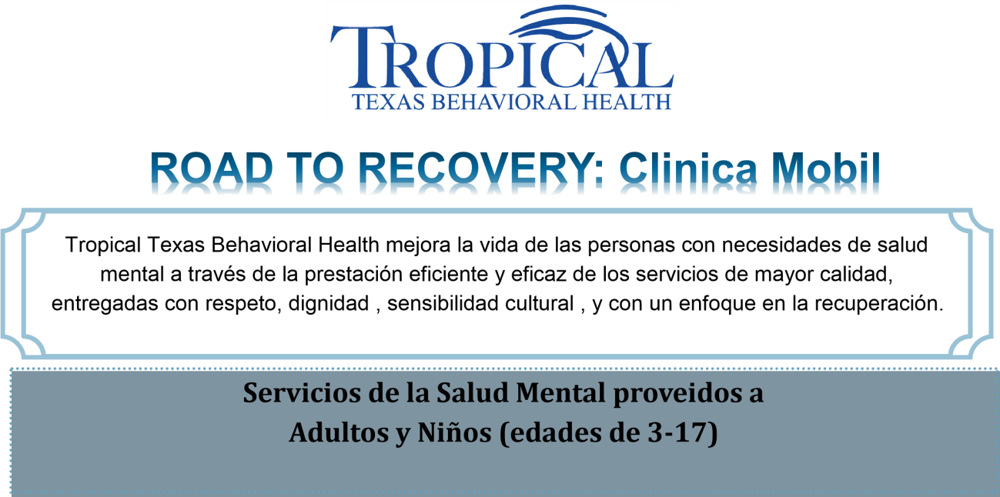 TROPICAL
TEXAS BEHAVIORAL HEALTH
ROAD TO RECOVERY: Clinica Mobil
Tropical Texas Behavioral Health mejora la vida de las personas con necesidades de salud
mental a través de la prestación eficiente y eficaz de los servicios de mayor calidad,
entregadas con respeto, dignidad , sensibilidad cultural , y con un enfoque en la recuperación.
Servicios de la Salud Mental proveidos a
Adultos y Niños (edades de 3-17)